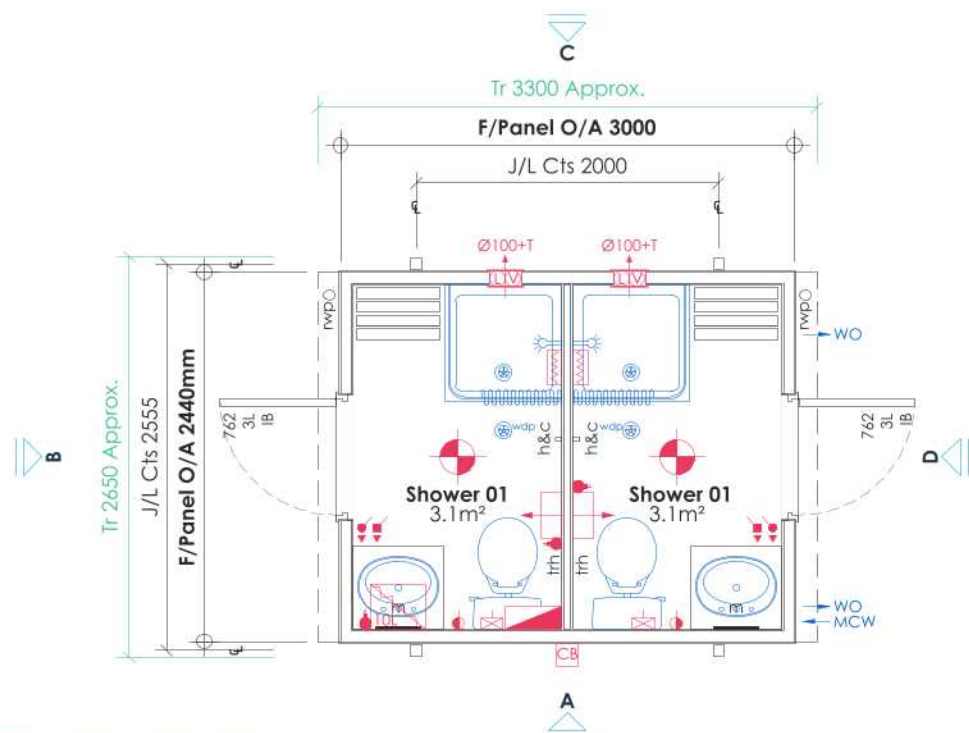 C
Tr 3300 Approx.
F/Panel O/A 3000
J/L Cts 2000
℄
℄
Ø100+T
Ø100+T
LTV
LTV
℄
℄
rwp
rwp
WO
Tr 2650 Approx.
J/L Cts 2555
F/Panel O/A 2440mm
B
762
3L
IB
762
3L
IB
D
wdp
wdp
h&c
h&c
Shower 01
3.1m²
Shower 01
3.1m²
trh
trh
m
m
10L
WO
MCW
℄
℄
CB
A